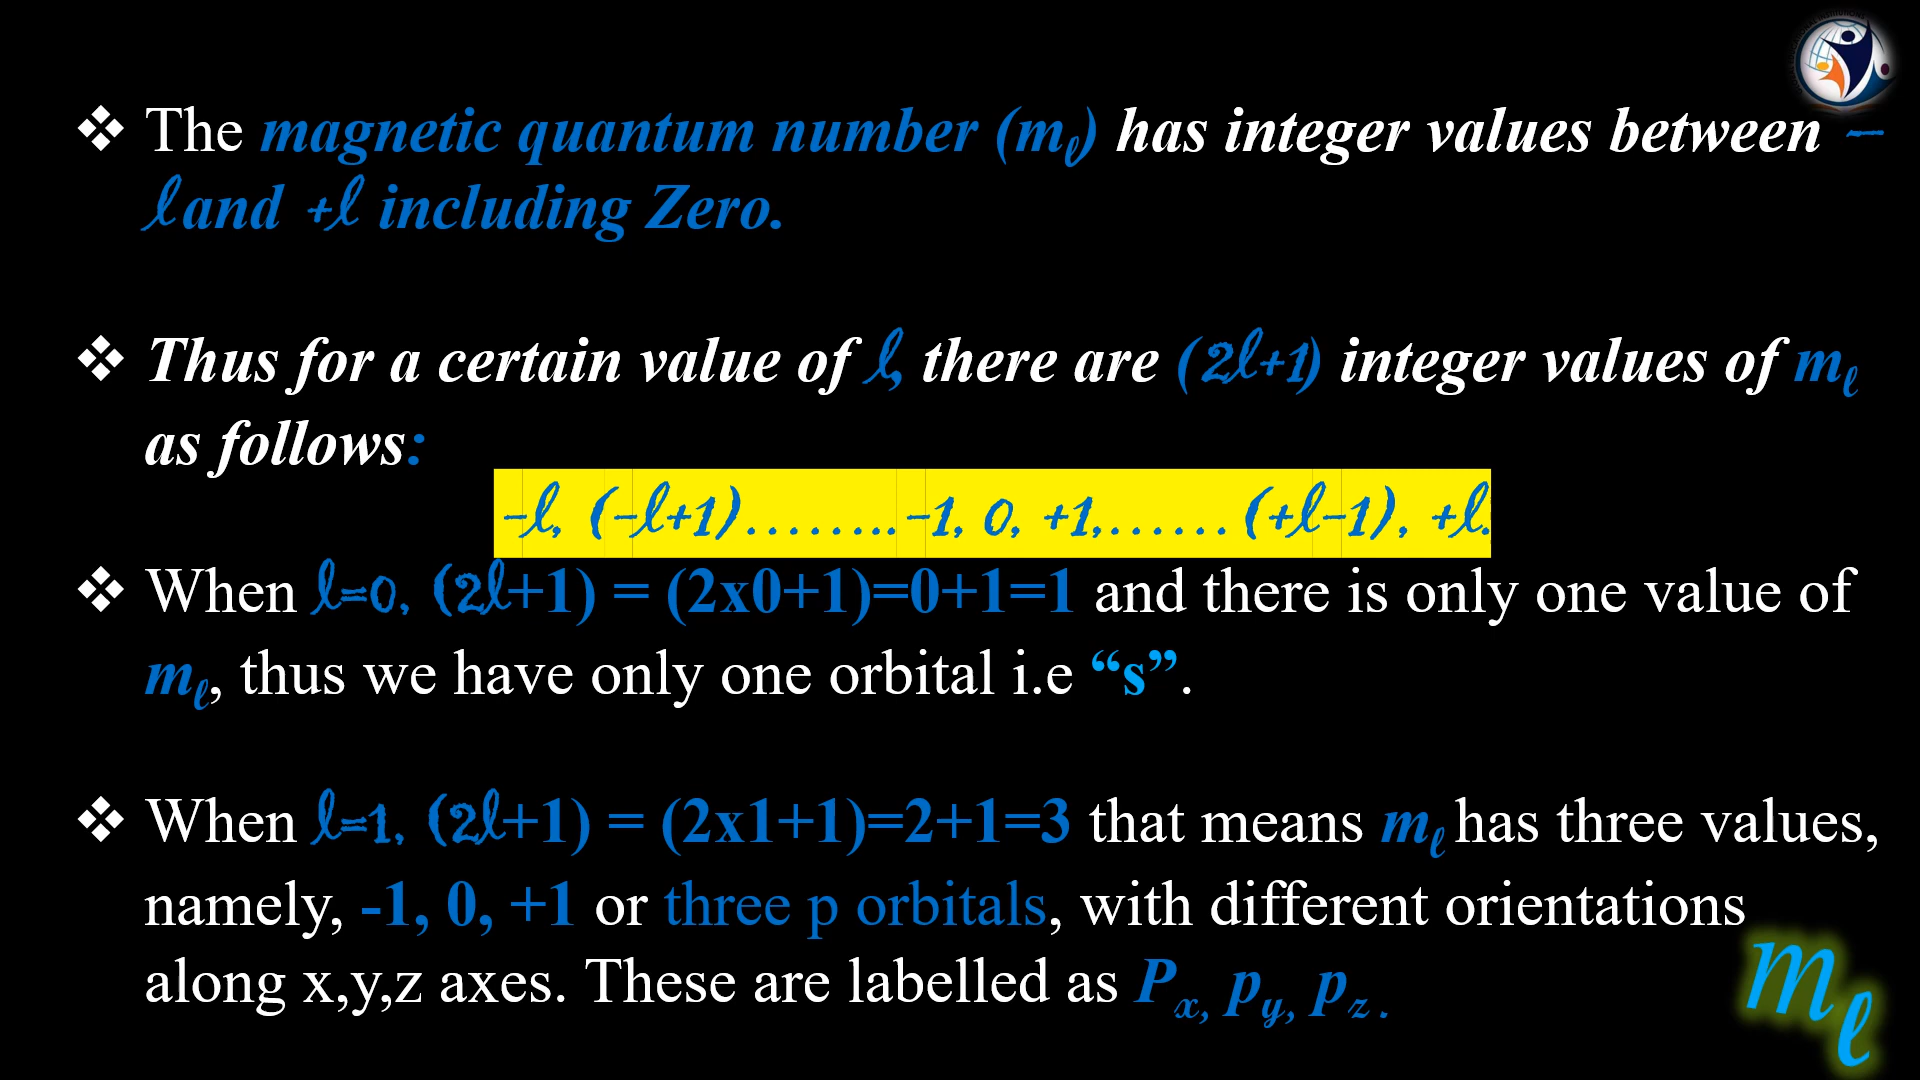 ❖ The magnetic quantum number (mℓ) has integer values between –
ℓ and +ℓ including Zero.
❖ Thus for a certain value of ℓ, there are (2ℓ+1) integer values of mℓ
as follows:
-ℓ, (-ℓ+1)........-1, 0, +1,......(+ℓ-1), +ℓ.
❖ When ℓ=0, (2ℓ+1) = (2x0+1)=0+1=1 and there is only one value of
mℓ, thus we have only one orbital i.e “s”.
❖ When ℓ=1, (2ℓ+1) = (2x1+1)=2+1=3 that means mℓ has three values,
namely, -1, 0, +1 or three p orbitals, with different orientations
along x,y,z axes. These are labelled as Px, py, pz .
mℓ